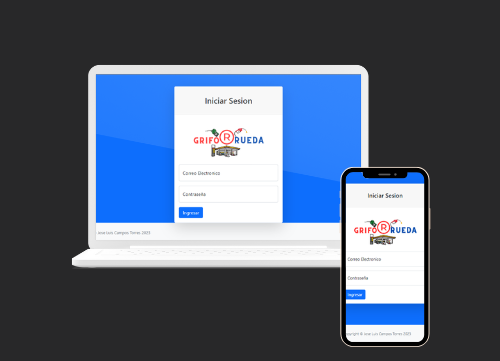 Iniciar Sesion
GRIFO R RUEDA
Correo Electronico
Contraseña
Ingresar
Jose Luis Campos Torres 2023
Iniciar Sesion
GRIFO R RUEDA
Correo Electronico
Contraseña
Ingresar
Copyright © Jose Luis Campos Torres 2023